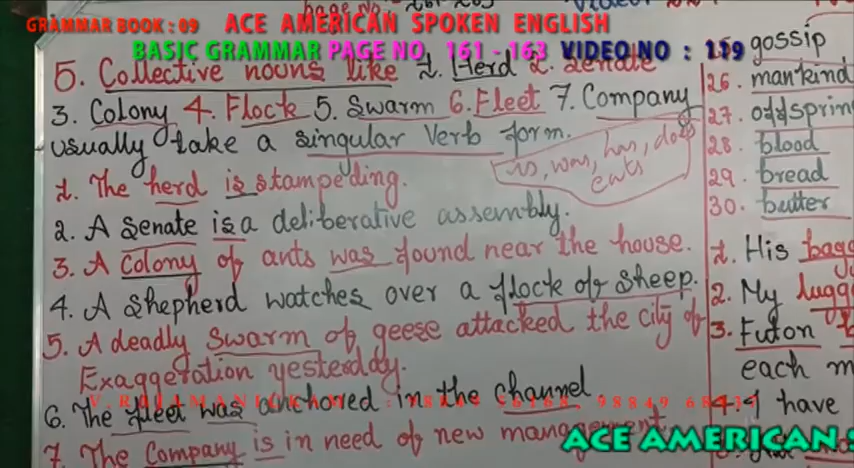 GRAMMAR BOOK : 09 ACE AMERICAN SPOKEN ENGLISH
BASIC GRAMMAR PAGE NO. 161 - 163 VIDEO NO : 119
5. Collective nouns like 1. Herd 2. Senate
3. Colony 4. Flock 5. Swarm 6. Fleet 7. Company
usually take a singular verb form.
is, was, has, does
eats
1. The herd is stampeding.
2. A Senate is a deliberative assembly.
3. A colony of ants was found near the house.
4. A Shepherd watches over a flock of sheep.
5. A deadly swarm of geese attacked the city of
Exaggeration yesterday.
6. The fleet was anchored in the channel
7. The Company is in need of new management
ACE AMERICAN
gossip
26. mankind
27.
28. blood
29. bread
30. butter
1. His
2. My
3. Futon
each
4. I have